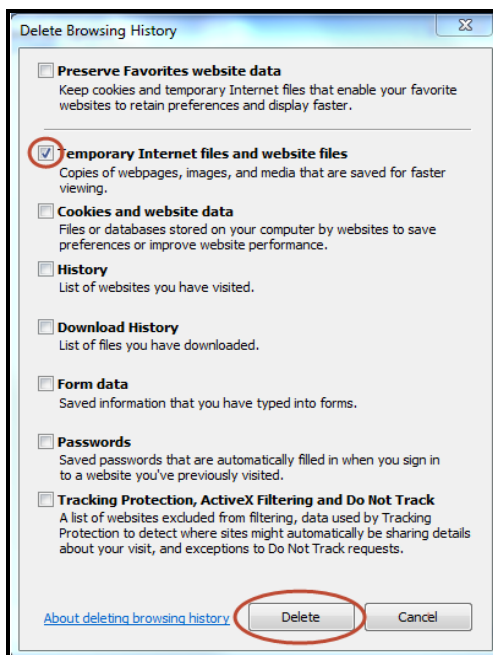 Delete Browsing History
Preserve Favorites website data
Keep cookies and temporary Internet files that enable your favorite
websites to retain preferences and display faster.
Temporary Internet files and website files
Copies of webpages, images, and media that are saved for faster
viewing.
Cookies and website data
Files or databases stored on your computer by websites to save
preferences or improve website performance.
History
List of websites you have visited.
Download History
List of files you have downloaded.
Form data
Saved information that you have typed into forms.
Passwords
Saved passwords that are automatically filled in when you sign in
to a website you've previously visited.
Tracking Protection, ActiveX Filtering and Do Not Track
A list of websites excluded from filtering, data used by Tracking
Protection to detect where sites might automatically be sharing details
about your visit, and exceptions to Do Not Track requests.
About deleting browsing history Delete Cancel